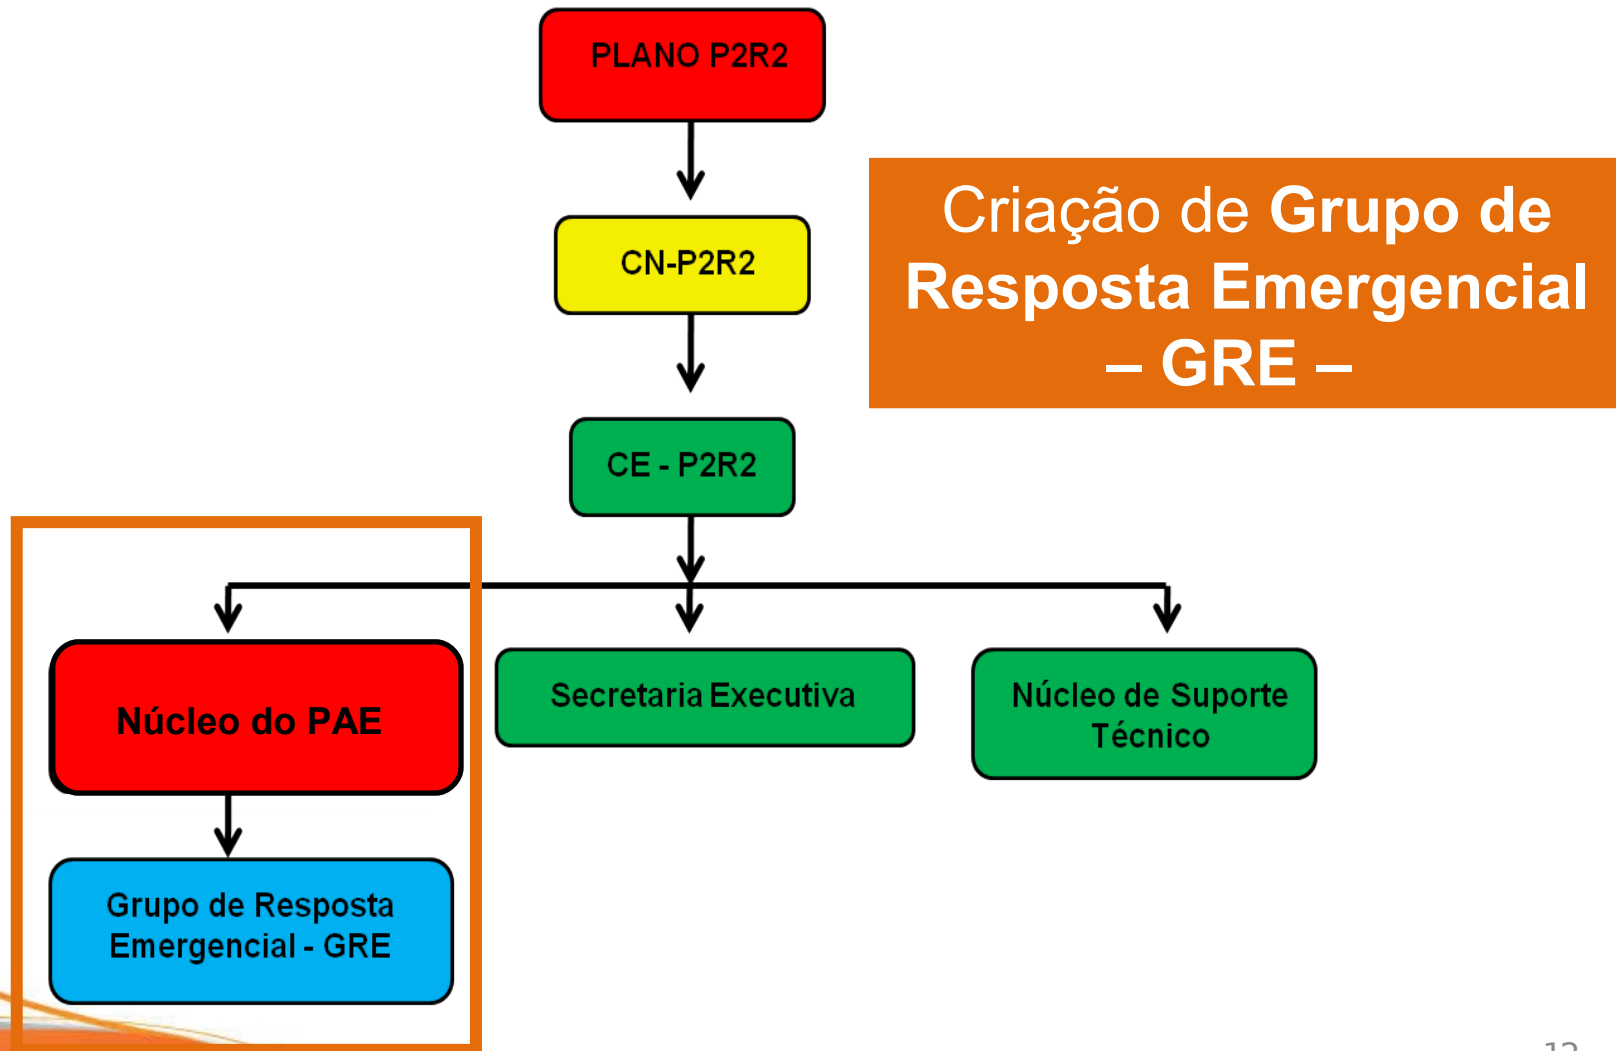 PLANO P2R2
Criação de Grupo de
Resposta Emergencial
– GRE –
CN-P2R2
CE - P2R2
Núcleo do PAE
Secretaria Executiva
Núcleo de Suporte
Técnico
Grupo de Resposta
Emergencial - GRE